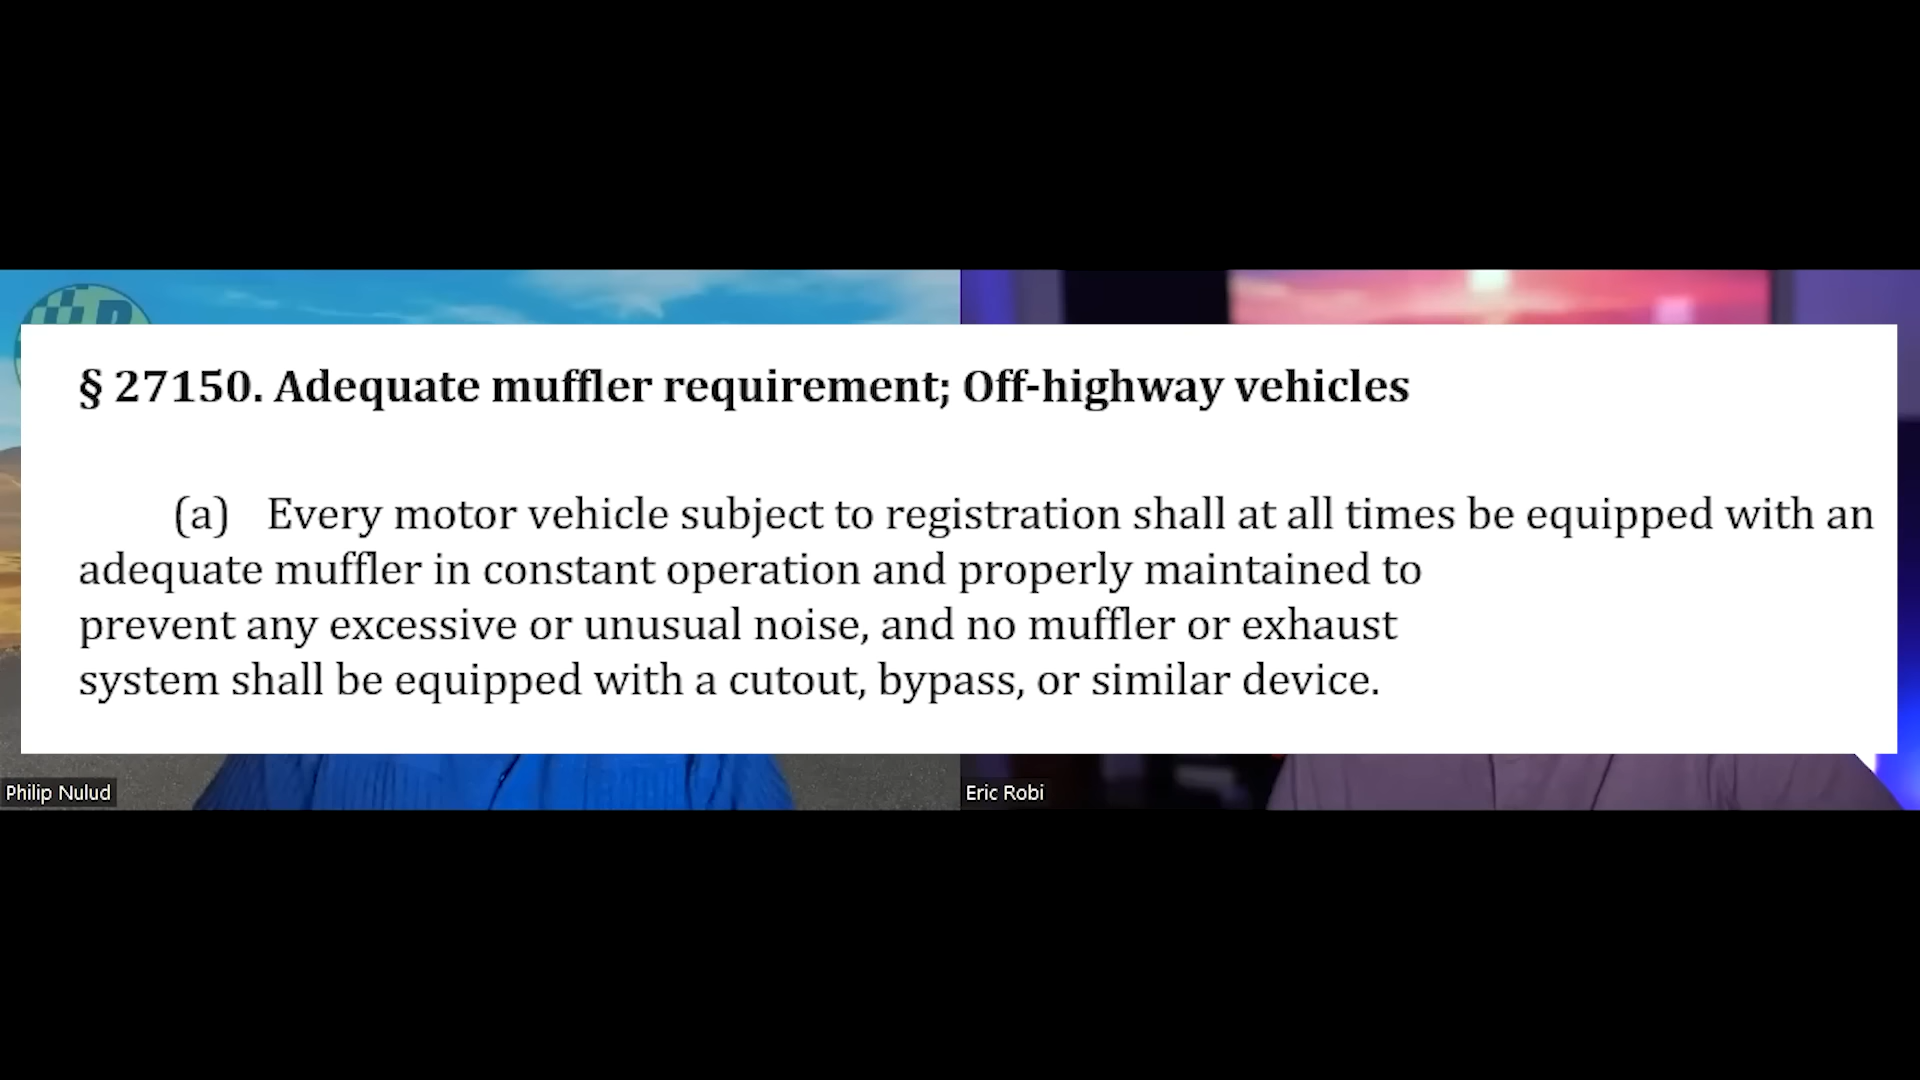 § 27150. Adequate muffler requirement; Off-highway vehicles
(a) Every motor vehicle subject to registration shall at all times be equipped with an
adequate muffler in constant operation and properly maintained to
prevent any excessive or unusual noise, and no muffler or exhaust
system shall be equipped with a cutout, bypass, or similar device.
Philip Nulud
Eric Robi